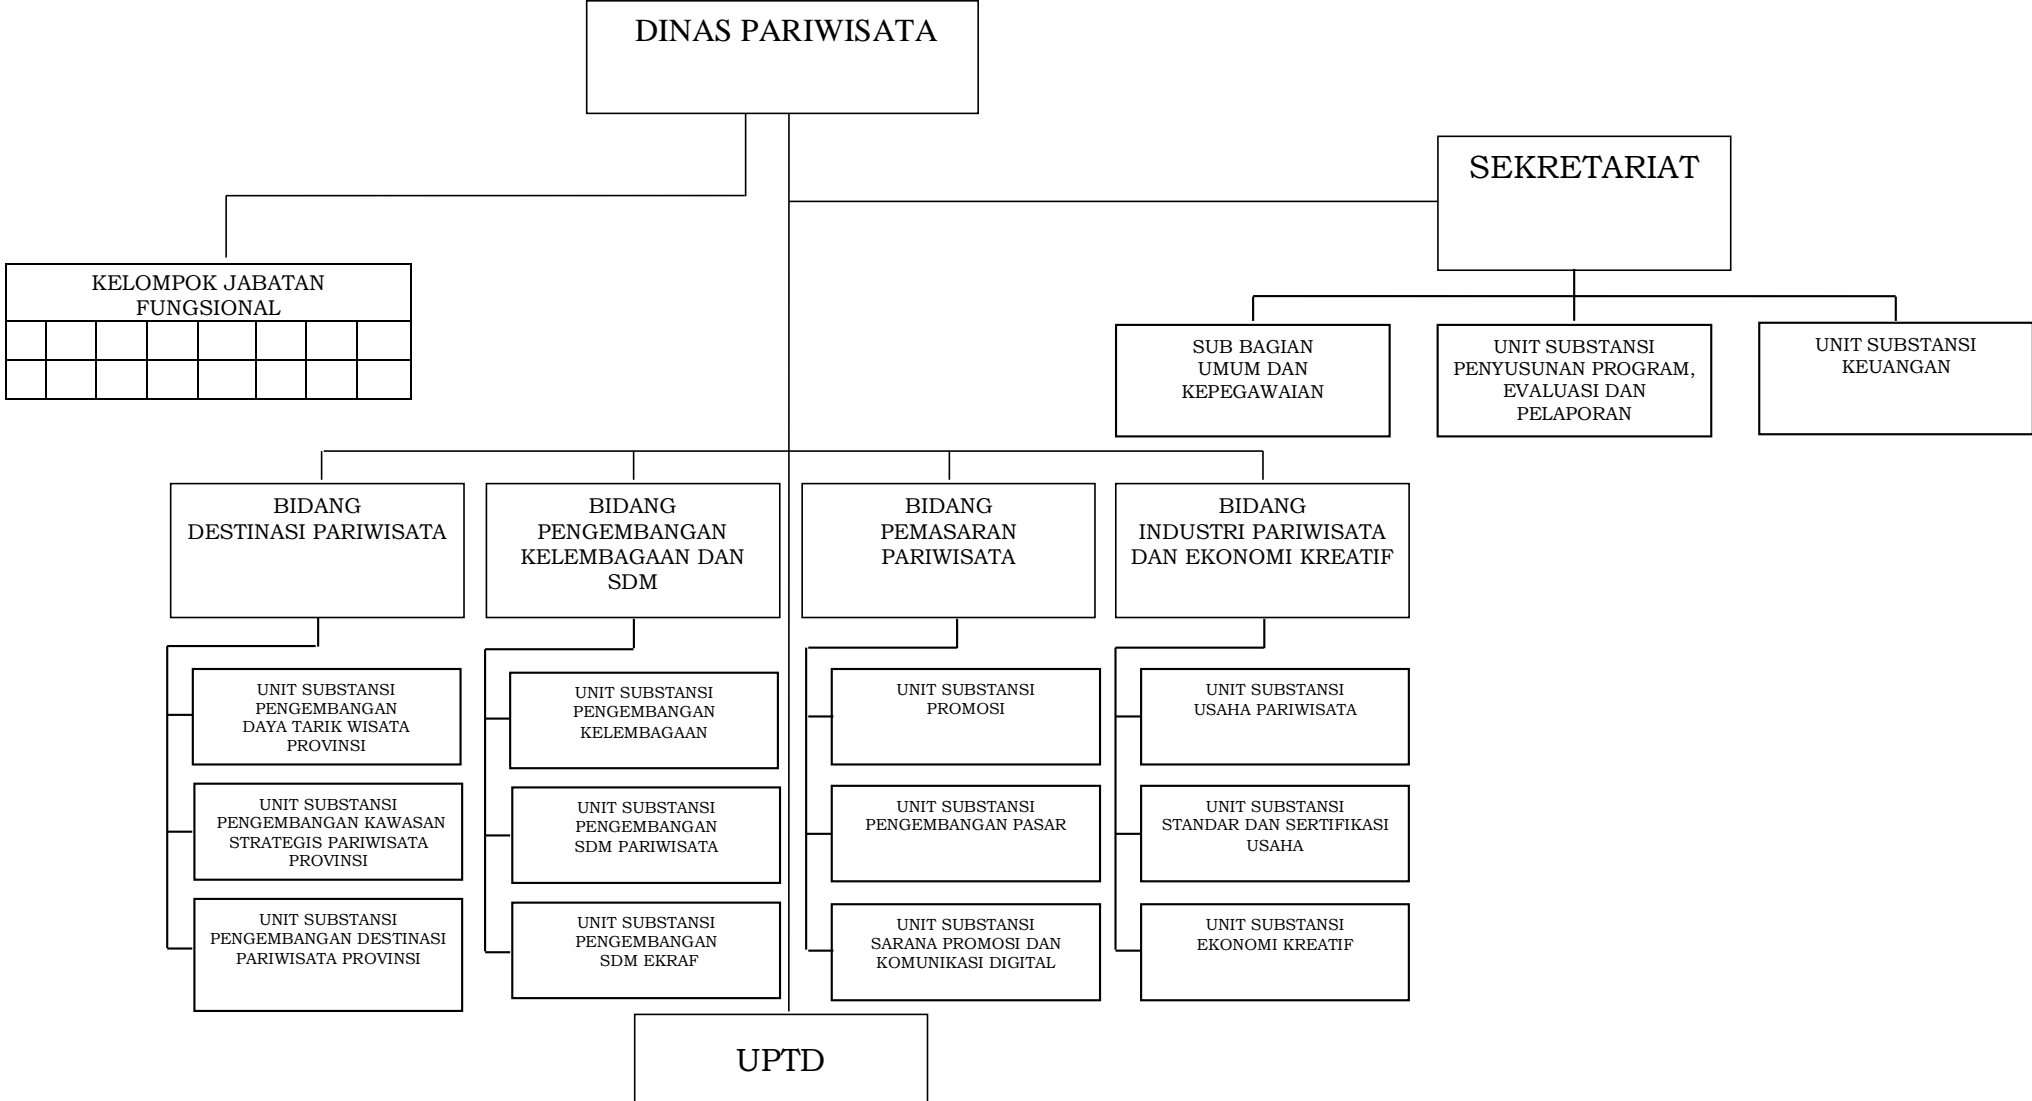 DINAS PARIWISATA
SEKRETARIAT
KELOMPOK JABATAN
FUNGSIONAL
SUB BAGIAN
UMUM DAN
KEPEGAWAIAN
UNIT SUBSTANSI
PENYUSUNAN PROGRAM,
EVALUASI DAN
PELAPORAN
UNIT SUBSTANSI
KEUANGAN
BIDANG
DESTINASI PARIWISATA
BIDANG
PENGEMBANGAN
KELEMBAGAAN DAN
SDM
BIDANG
PEMASARAN
PARIWISATA
BIDANG
INDUSTRI PARIWISATA
DAN EKONOMI KREATIF
UNIT SUBSTANSI
PENGEMBANGAN
DAYA TARIK WISATA
PROVINSI
UNIT SUBSTANSI
PENGEMBANGAN KAWASAN
STRATEGIS PARIWISATA
PROVINSI
UNIT SUBSTANSI
PENGEMBANGAN DESTINASI
PARIWISATA PROVINSI
UNIT SUBSTANSI
PENGEMBANGAN
KELEMBAGAAN
UNIT SUBSTANSI
PENGEMBANGAN
SDM PARIWISATA
UNIT SUBSTANSI
PENGEMBANGAN
SDM EKRAF
UNIT SUBSTANSI
PROMOSI
UNIT SUBSTANSI
PENGEMBANGAN PASAR
UNIT SUBSTANSI
SARANA PROMOSI DAN
KOMUNIKASI DIGITAL
UNIT SUBSTANSI
USAHA PARIWISATA
UNIT SUBSTANSI
STANDAR DAN SERTIFIKASI
USAHA
UNIT SUBSTANSI
EKONOMI KREATIF
UPTD